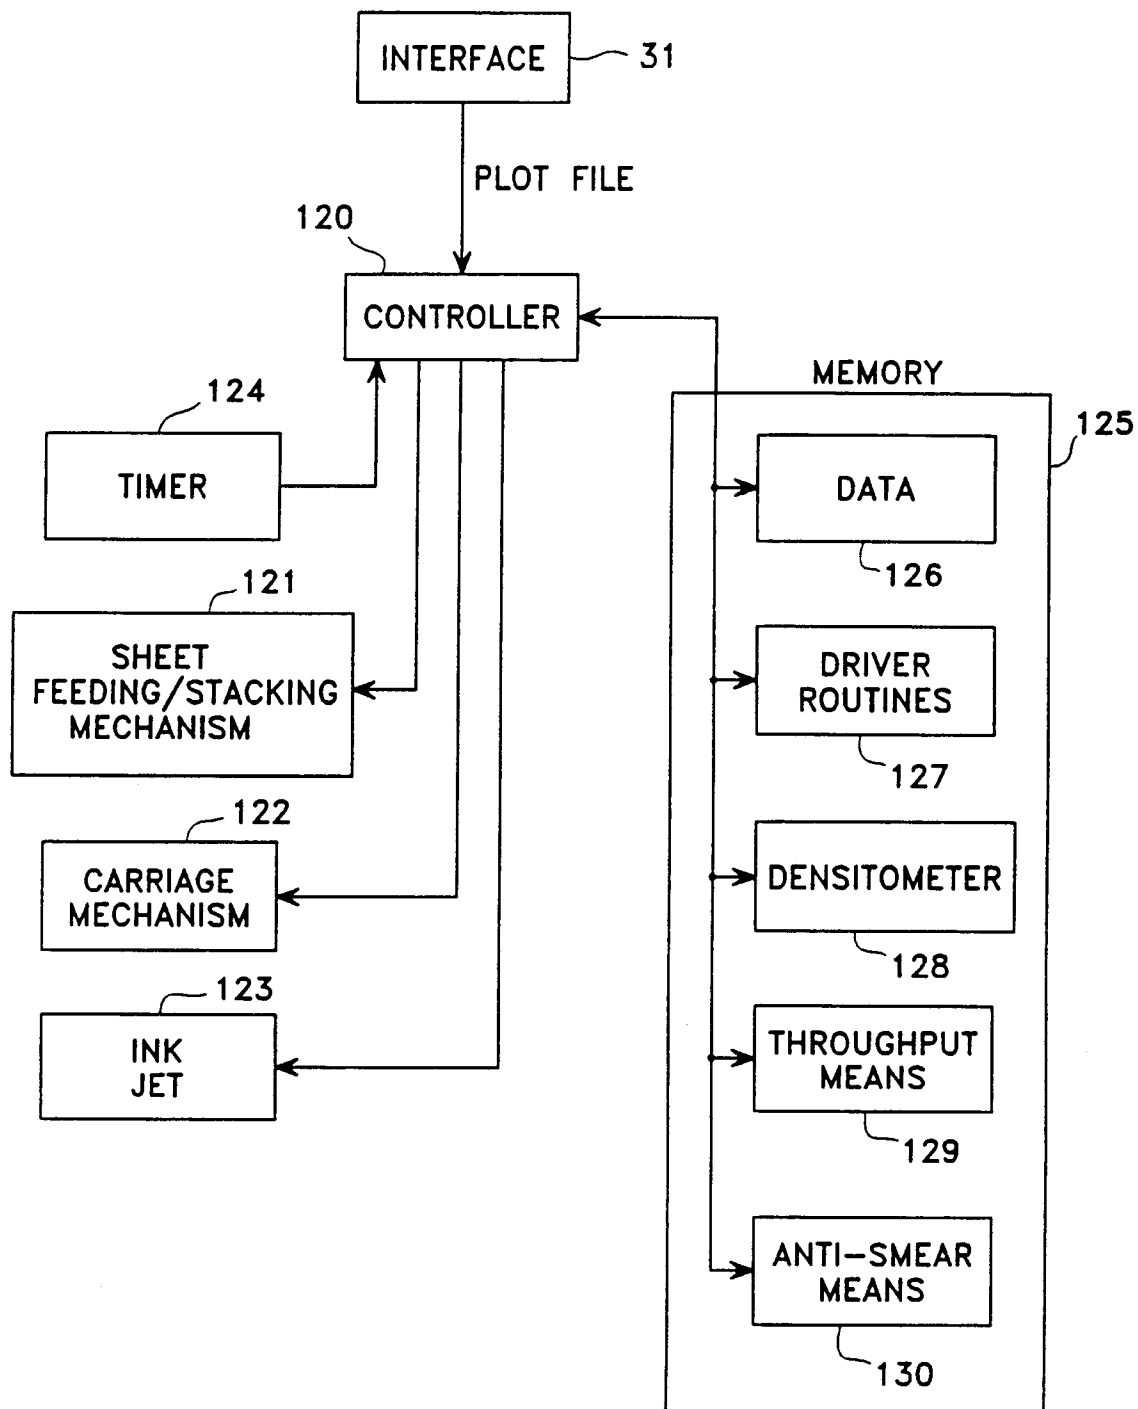 INTERFACE
31
PLOT FILE
120
CONTROLLER
MEMORY
124
125
TIMER
DATA
126
121
SHEET
FEEDING/STACKING
MECHANISM
DRIVER
ROUTINES
127
122
CARRIAGE
MECHANISM
DENSITOMETER
128
123
INK
JET
THROUGHPUT
MEANS
129
ANTI-SMEAR
MEANS
130